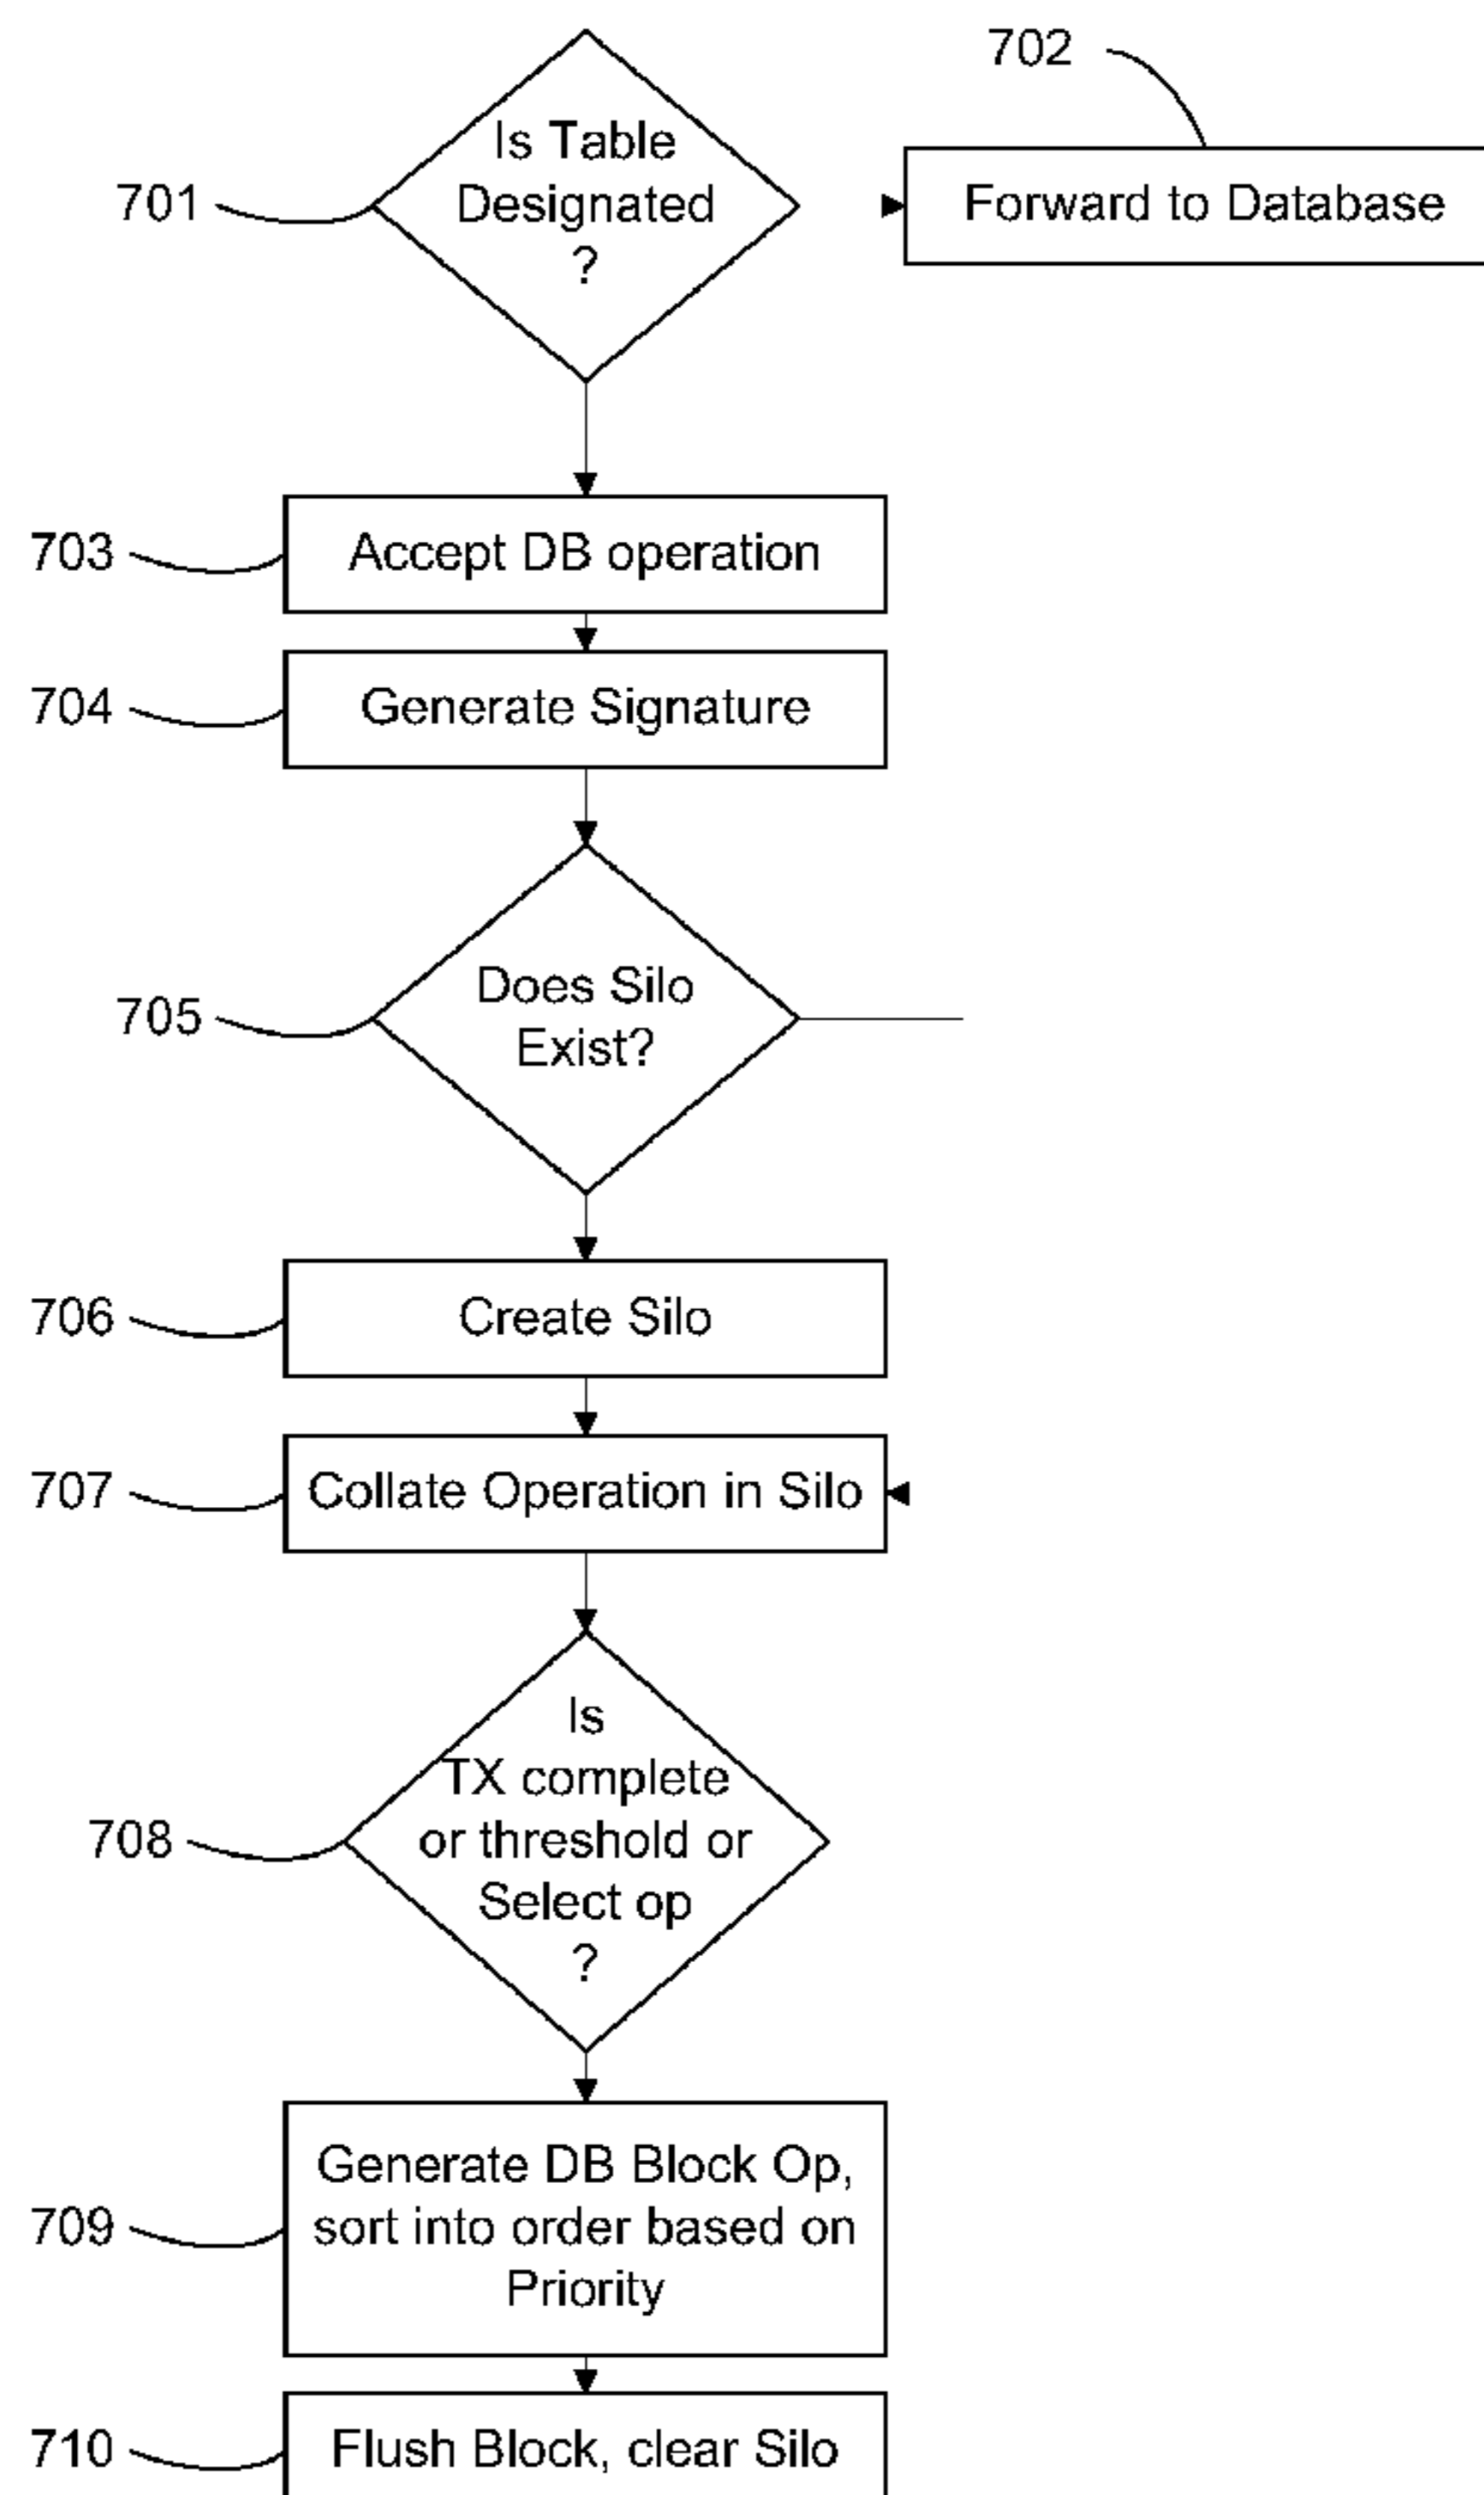 702
Is Table
Designated
?
701
Forward to Database
703
Accept DB operation
704
Generate Signature
705
Does Silo
Exist?
706
Create Silo
707
Collate Operation in Silo
708
Is
TX complete
or threshold or
Select op
?
709
Generate DB Block Op,
sort into order based on
Priority
710
Flush Block, clear Silo